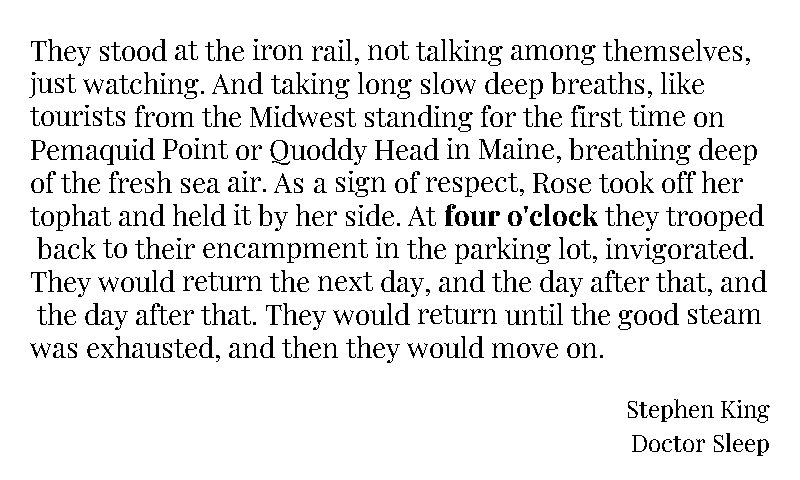 They stood at the iron rail, not talking among themselves,
just watching. And taking long slow deep breaths, like
tourists from the Midwest standing for the first time on
Pemaquid Point or Quoddy Head in Maine, breathing deep
of the fresh sea air. As a sign of respect, Rose took off her
tophat and held it by her side. At four o'clock they trooped
back to their encampment in the parking lot, invigorated.
They would return the next day, and the day after that, and
the day after that. They would return until the good steam
was exhausted, and then they would move on.
Stephen King
Doctor Sleep